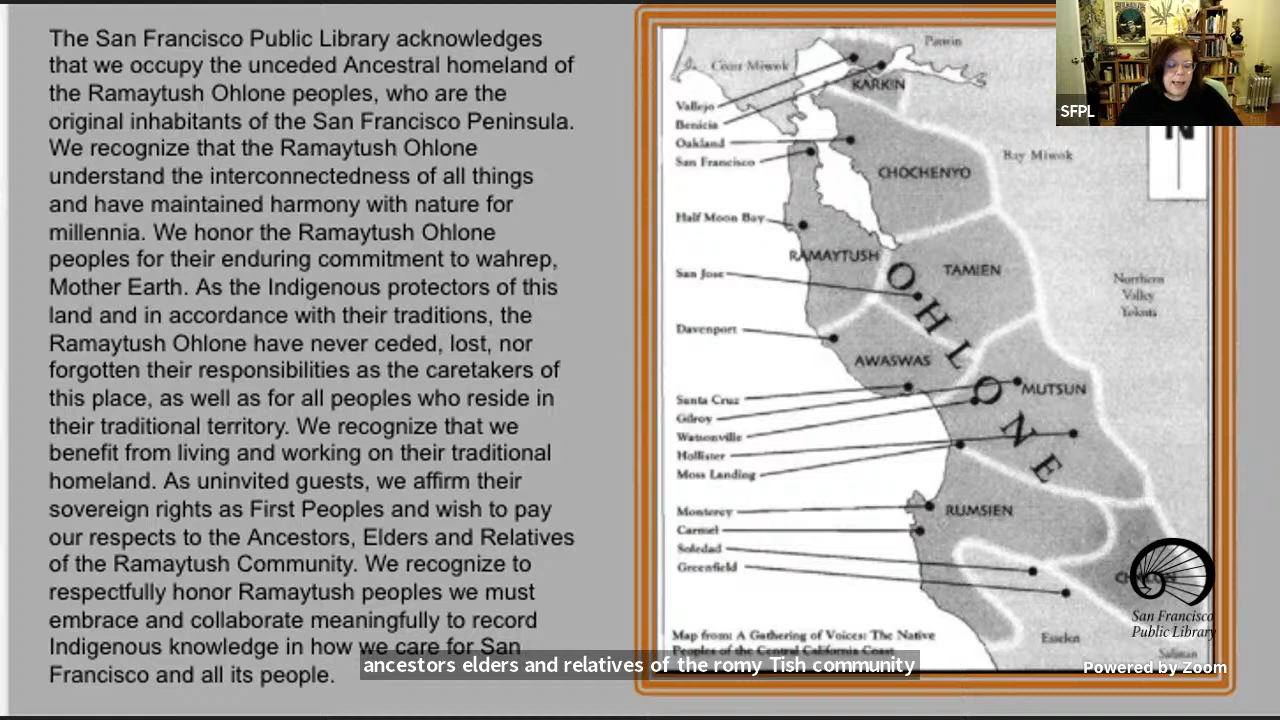 The San Francisco Public Library acknowledges
that we occupy the unceded Ancestral homeland of
the Ramaytush Ohlone peoples, who are the
original inhabitants of the San Francisco Peninsula.
We recognize that the Ramaytush Ohlone
understand the interconnectedness of all things
and have maintained harmony with nature for
millennia. We honor the Ramaytush Ohlone
peoples for their enduring commitment to wahrep,
Mother Earth. As the Indigenous protectors of this
land and in accordance with their traditions, the
Ramaytush Ohlone have never ceded, lost, nor
forgotten their responsibilities as the caretakers of
this place, as well as for all peoples who reside in
their traditional territory. We recognize that we
benefit from living and working on their traditional
homeland. As uninvited guests, we affirm their
sovereign rights as First Peoples and wish to pay
our respects to the Ancestors, Elders and Relatives
of the Ramaytush Community. We recognize to
respectfully honor Ramaytush peoples we must
embrace and collaborate meaningfully to record
Indigenous knowledge in how we care for San
Francisco and all its people.
Patwin
Coast Miwok
KARKIN
Vallejo
Benicia
Oakland
San Francisco
Bay Miwok
CHOCHENYO
Half Moon Bay
RAMAYTUSH
TAMIEN
San Jose
Northern
Valley
Yokuts
OHLONE
Davenport
AWASWAS
MUTSUN
Santa Cruz
Gilroy
Watsonville
Hollister
Moss Landing
Monterey
RUMSIEN
Carmel
Soledad
Greenfield
Esselen
Salinan
Map from: A Gathering of Voices: The Native
Peoples of the Central California Coast
N
SFPL
San Francisco
Public Library
ancestors elders and relatives of the romy Tish community
Powered by Zoom